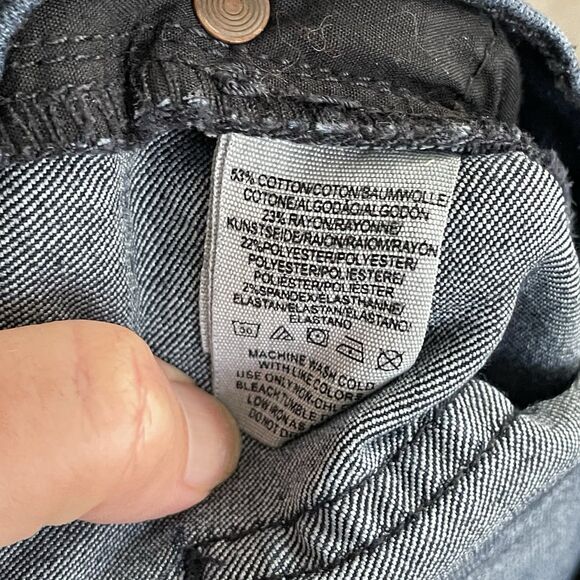 53% COTTON/COTON/BAUMWOLLE/
COTONE/ALGODÃO/ALGODÓN
23% RAYON/RAYONNE/
KUNSTSEIDE/RAION/RAIOM/RAYON
22% POLYESTER/POLYESTER/
POLYESTER/POLIESTERE/
POLIÉSTER/POLIÉSTER
2% SPANDEX/ELASTHANNE/
ELASTAN/ELASTAN/ELASTANO/
ELASTANO
30
MACHINE WASH COLD
WITH LIKE COLORS
USE ONLY NON-CHL
BLEACH TUMBLE
LOW IRON AS
DO NOT D